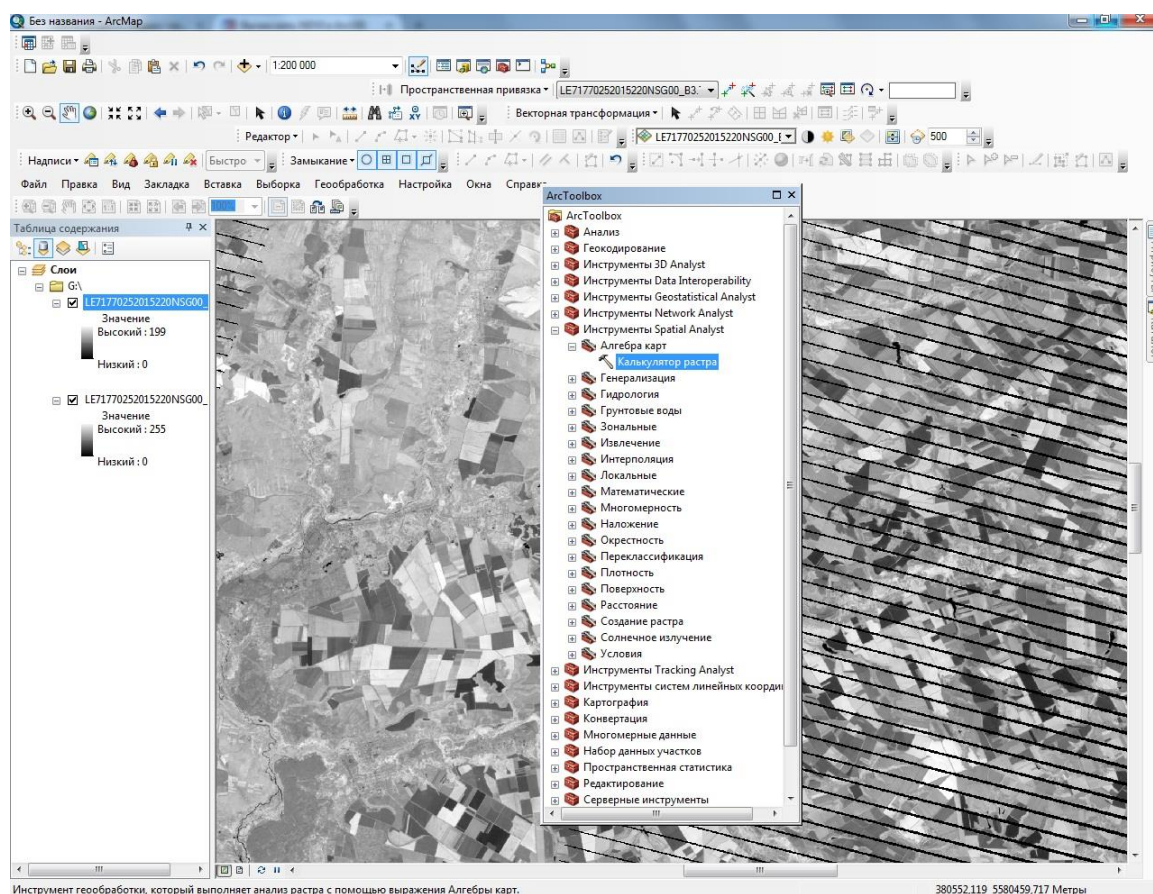 Без названия - ArcMap
1:200 000
Пространственная привязка LE71770252015220NSG00_B3.
Векторная трансформация
Редактор LE71770252015220NSG00_ 500
Надписи Быстро Замыкание
Файл Правка Вид Закладка Вставка Выборка Геообработка Настройка Окна Справка
100%
Таблица содержания
Слои
G:\
LE71770252015220NSG00_
Значение
Высокий : 199
Низкий : 0
LE71770252015220NSG00_
Значение
Высокий : 255
Низкий : 0
ArcToolbox
ArcToolbox
Анализ
Геокодирование
Инструменты 3D Analyst
Инструменты Data Interoperability
Инструменты Geostatistical Analyst
Инструменты Network Analyst
Инструменты Spatial Analyst
Алгебра карт
Калькулятор растра
Генерализация
Гидрология
Грунтовые воды
Зональные
Извлечение
Интерполяция
Локальные
Математические
Многомерность
Наложение
Окрестность
Переклассификация
Плотность
Поверхность
Расстояние
Создание растра
Солнечное излучение
Условия
Инструменты Tracking Analyst
Инструменты систем линейных коорди
Картография
Конвертация
Многомерные данные
Набор данных участков
Пространственная статистика
Редактирование
Серверные инструменты
Инструмент геообработки, который выполняет анализ растра с помощью выражения Алгебры карт.
380552,119 5580459,717 Метры